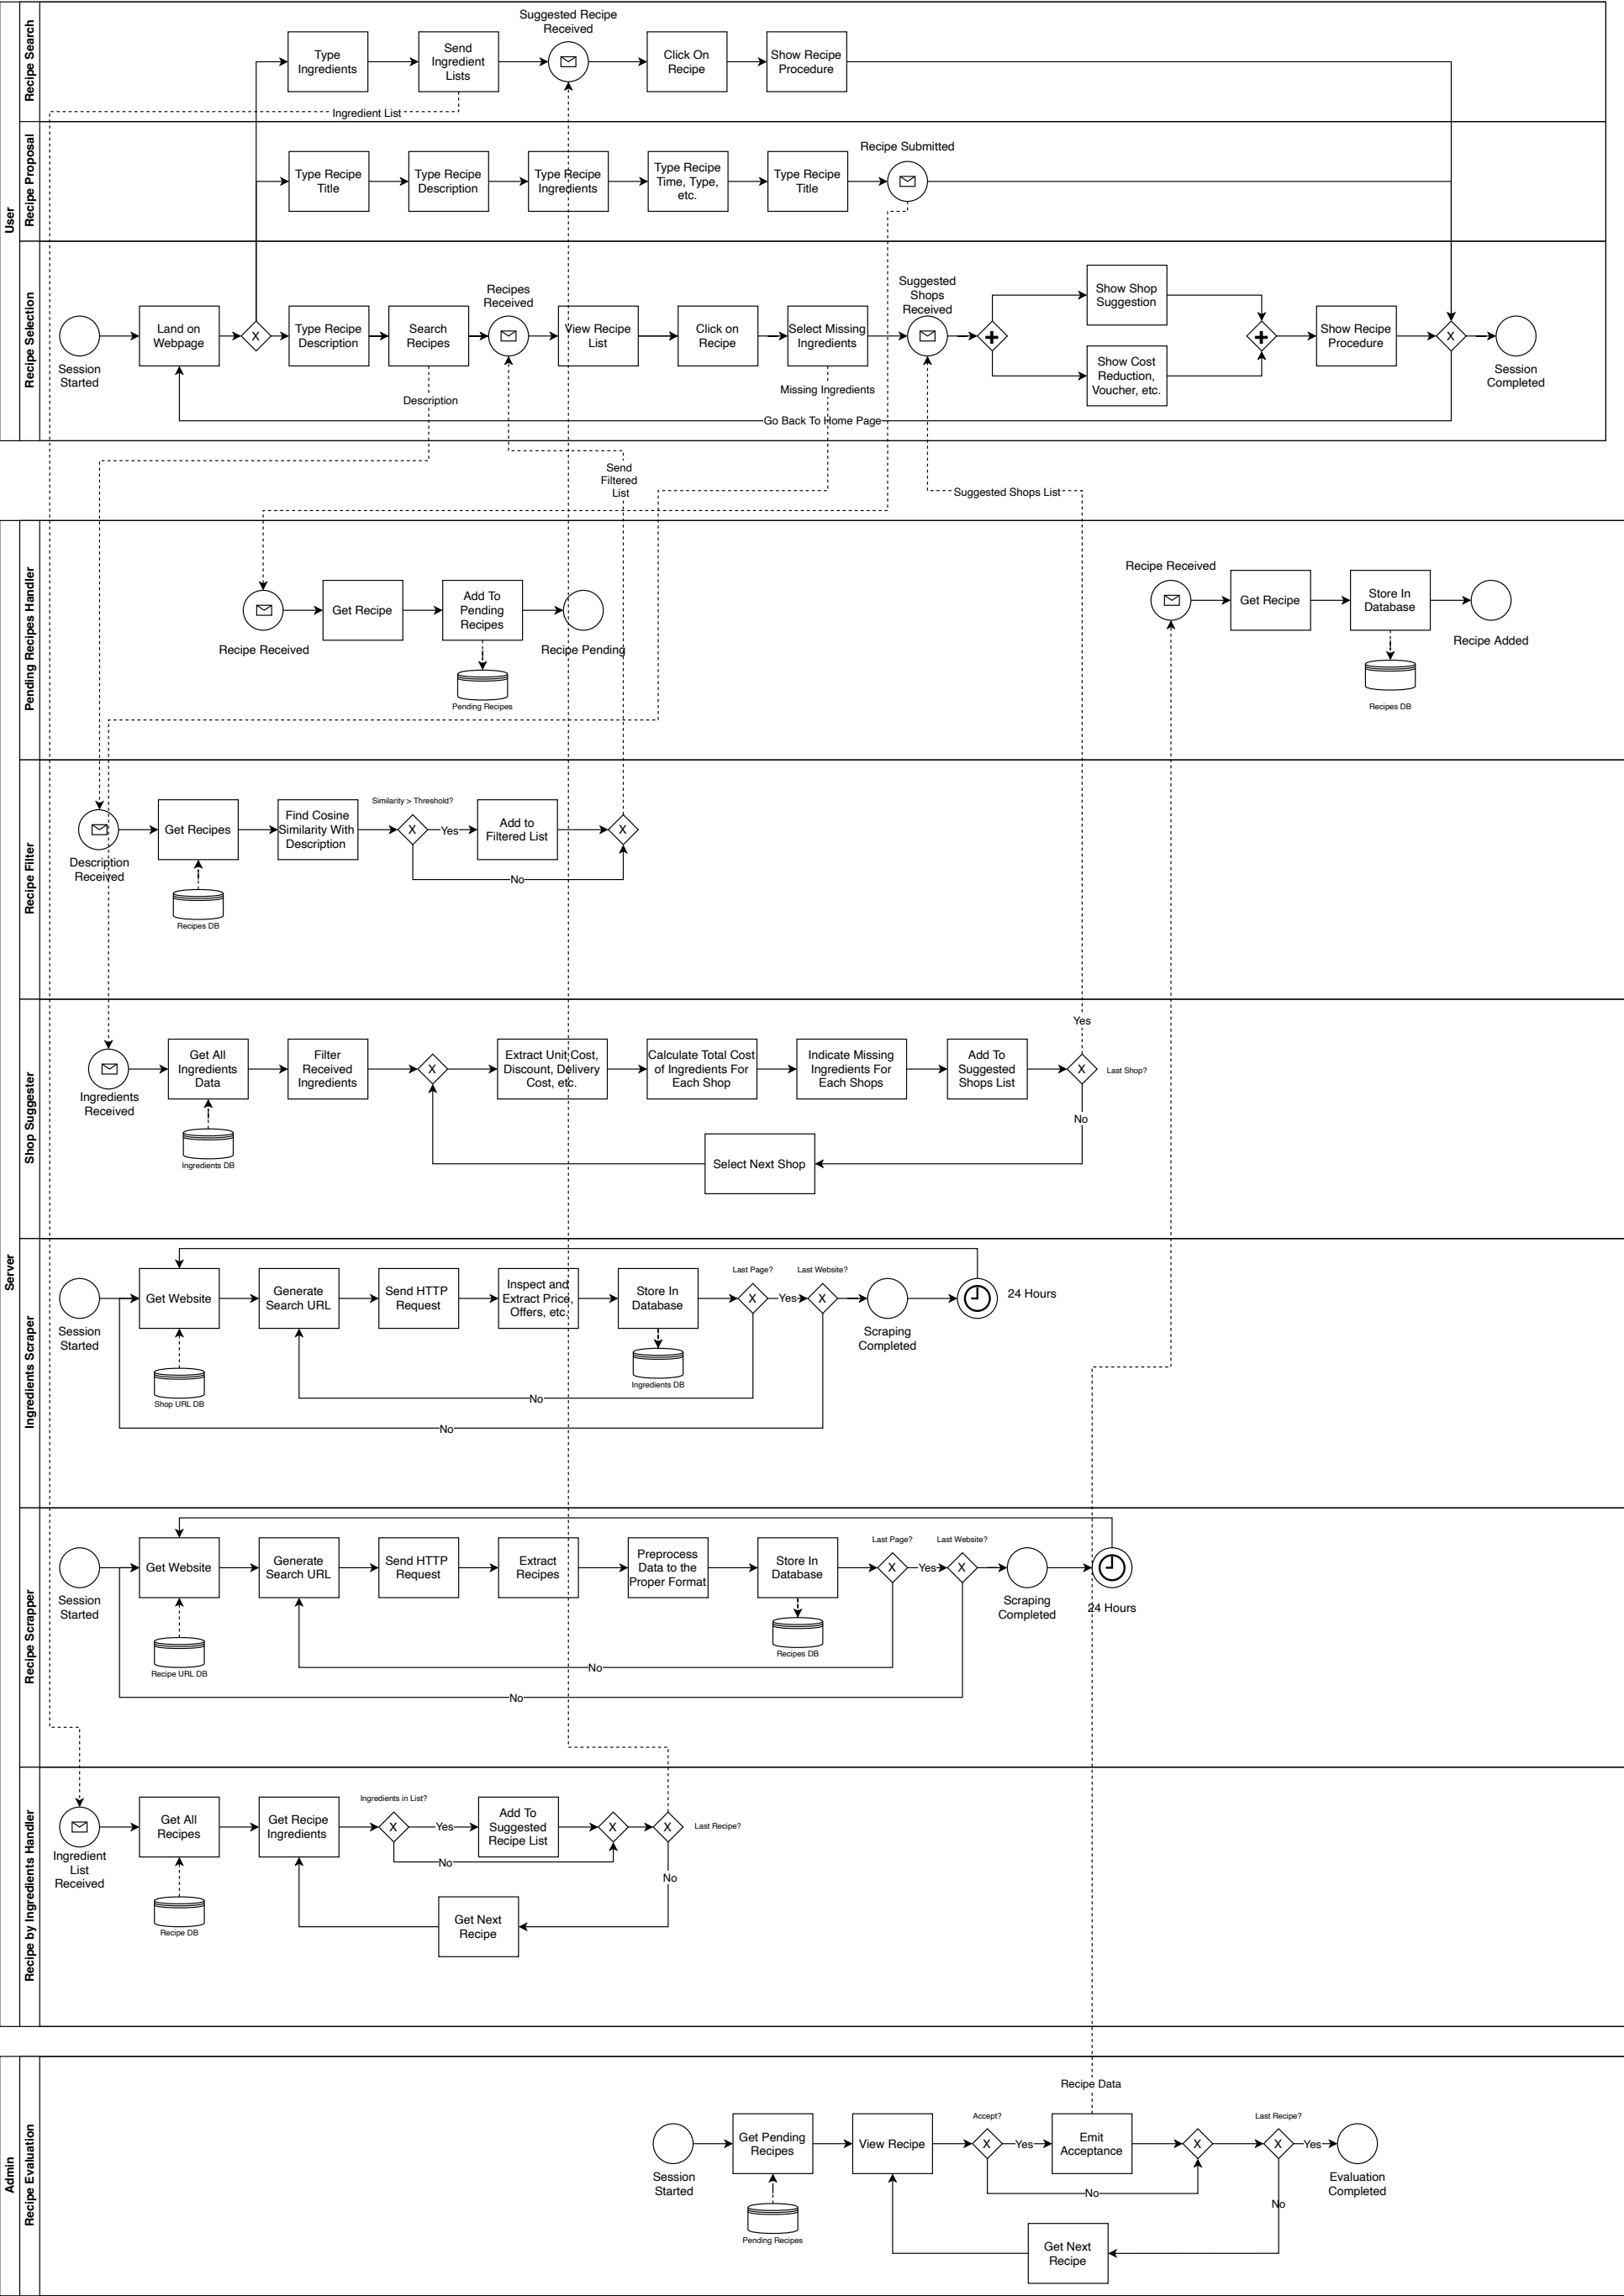 User
Recipe Search
Suggested Recipe
Received
Type
Ingredients
Send
Ingredient
Lists
Click On
Recipe
Show Recipe
Procedure
Ingredient List
Recipe Proposal
Type Recipe
Title
Type Recipe
Description
Type Recipe
Ingredients
Type Recipe
Time, Type,
etc.
Type Recipe
Title
Recipe Submitted
Recipe Selection
Session
Started
Land on
Webpage
X
Type Recipe
Description
Search
Recipes
Recipes
Received
View Recipe
List
Click on
Recipe
Select Missing
Ingredients
Suggested
Shops
Received
Show Shop
Suggestion
Show Cost
Reduction,
Voucher, etc.
Show Recipe
Procedure
X
Session
Completed
Description
Missing Ingredients
Go Back To Home Page
Send
Filtered
List
Suggested Shops List
Server
Pending Recipes Handler
Recipe Received
Get Recipe
Add To
Pending
Recipes
Recipe Pending
Pending Recipes
Recipe Received
Get Recipe
Store In
Database
Recipe Added
Recipes DB
Recipe Filter
Description
Received
Get Recipes
Recipes DB
Find Cosine
Similarity With
Description
Similarity > Threshold?
X
Yes
Add to
Filtered List
X
No
Shop Suggester
Ingredients
Received
Get All
Ingredients
Data
Ingredients DB
Filter
Received
Ingredients
X
Extract Unit Cost,
Discount, Delivery
Cost, etc.
Calculate Total Cost
of Ingredients For
Each Shop
Indicate Missing
Ingredients For
Each Shops
Add To
Suggested
Shops List
Yes
X
Last Shop?
No
Select Next Shop
Ingredients Scraper
Session
Started
Get Website
Shop URL DB
Generate
Search URL
Send HTTP
Request
Inspect and
Extract Price,
Offers, etc.
Store In
Database
Ingredients DB
Last Page?
X
Yes
Last Website?
X
Scraping
Completed
24 Hours
No
No
Recipe Scrapper
Session
Started
Get Website
Recipe URL DB
Generate
Search URL
Send HTTP
Request
Extract
Recipes
Preprocess
Data to the
Proper Format
Store In
Database
Recipes DB
Last Page?
X
Yes
Last Website?
X
Scraping
Completed
24 Hours
No
No
Recipe by Ingredients Handler
Ingredient
List
Received
Get All
Recipes
Recipe DB
Get Recipe
Ingredients
Ingredients in List?
X
Yes
Add To
Suggested
Recipe List
X
X
Last Recipe?
No
No
Get Next
Recipe
Admin
Recipe Evaluation
Recipe Data
Session
Started
Get Pending
Recipes
Pending Recipes
View Recipe
Accept?
X
Yes
Emit
Acceptance
X
Last Recipe?
X
Yes
Evaluation
Completed
No
No
Get Next
Recipe